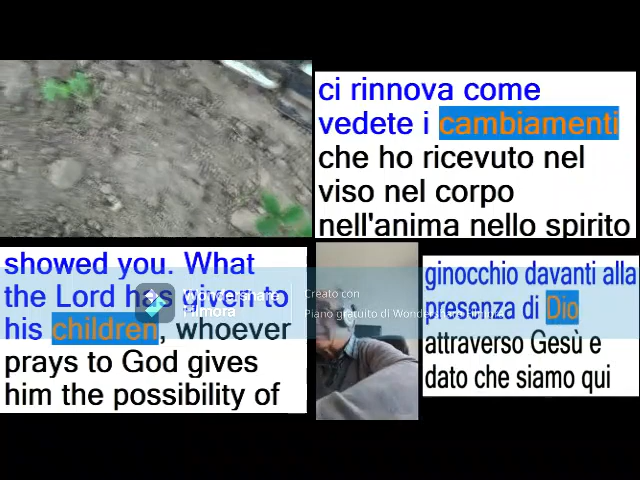 ci rinnova come
vedete i cambiamenti
che ho ricevuto nel
viso nel corpo
nell'anima nello spirito
showed you. What
the Lord has given to
his children, whoever
prays to God gives
him the possibility of
Wondershare
Filmora
Creato con
Piano gratuito di Wondershare Filmora
ginocchio davanti alla
presenza di Dio
attraverso Gesù e
dato che siamo qui